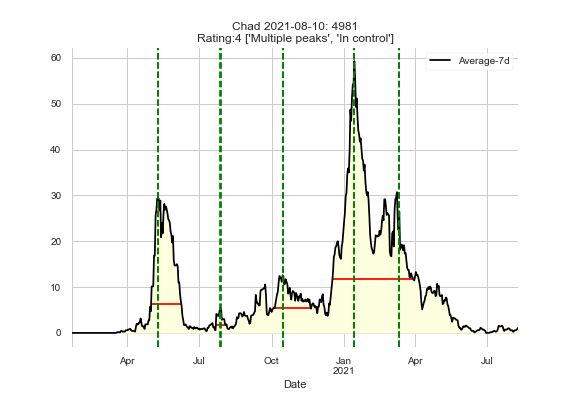 Chad 2021-08-10: 4981
Rating:4 ['Multiple peaks', 'In control']
Average-7d
60
50
40
30
20
10
0
Apr
Jul
Oct
Jan
2021
Apr
Jul
Date